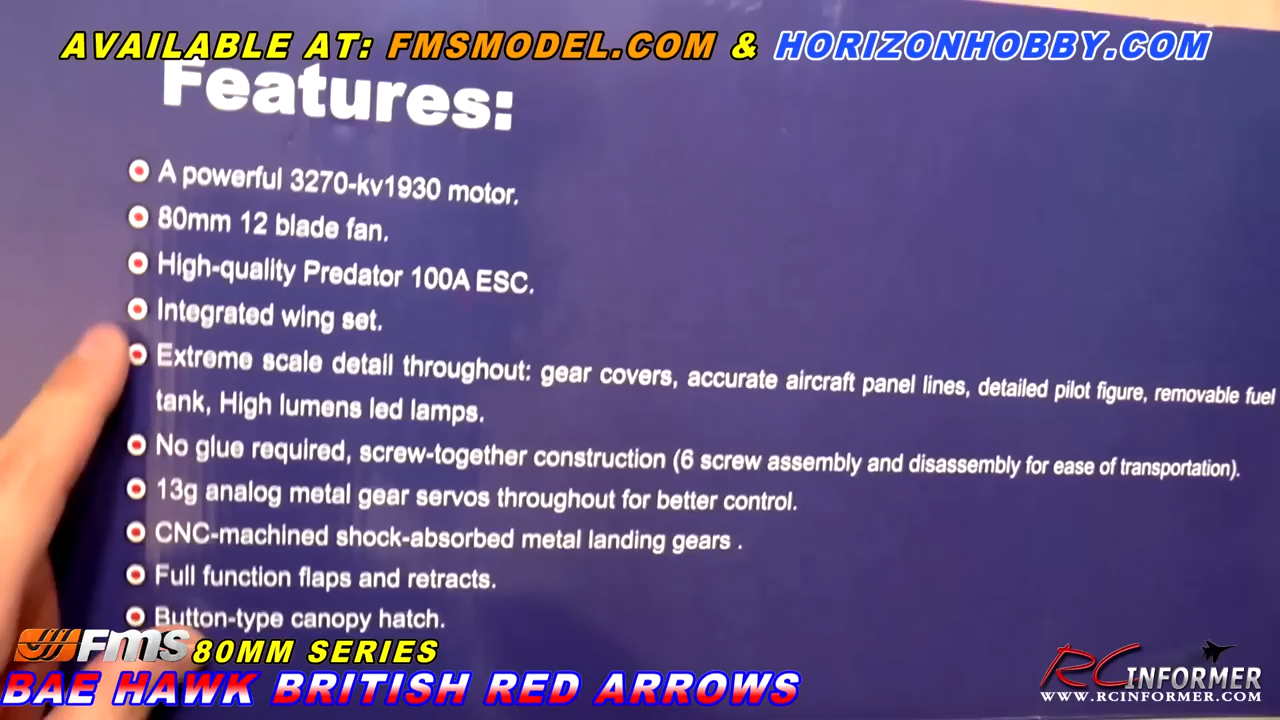 AVAILABLE AT: FMSMODEL.COM & HORIZONHOBBY.COM
Features:
A powerful 3270-kv1930 motor.
80mm 12 blade fan.
High-quality Predator 100A ESC.
Integrated wing set.
Extreme scale detail throughout: gear covers, accurate aircraft panel lines, detailed pilot figure, removable fuel
tank, High lumens led lamps.
No glue required, screw-together construction (6 screw assembly and disassembly for ease of transportation).
13g analog metal gear servos throughout for better control.
CNC-machined shock-absorbed metal landing gears .
Full function flaps and retracts.
Button-type canopy hatch.
FMS 80MM SERIES
BAE HAWK BRITISH RED ARROWS
RC INFORMER
WWW.RCINFORMER.COM